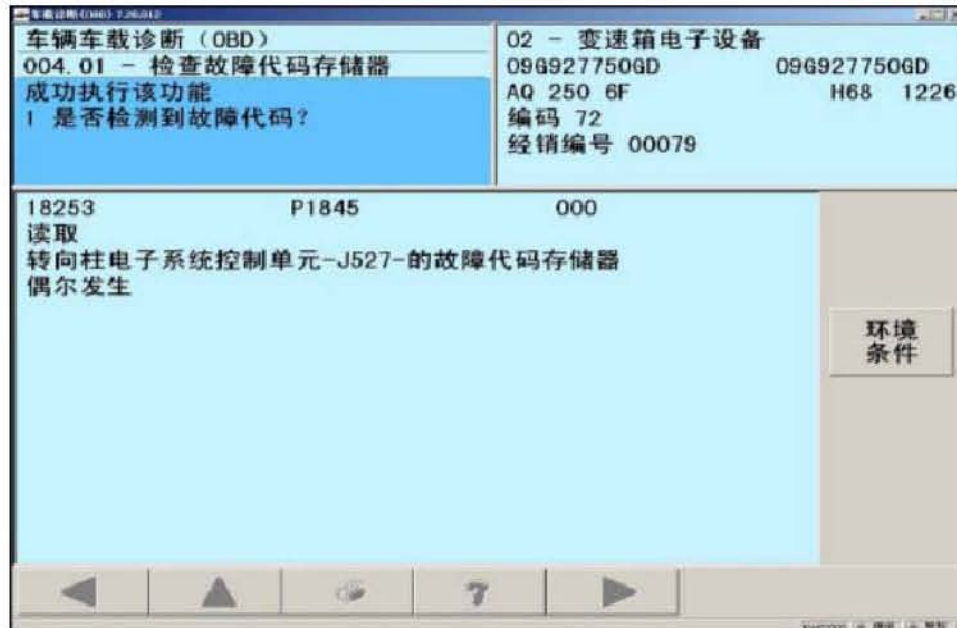 车辆车载诊断（OBD）
004.01 - 检查故障代码存储器
成功执行该功能
1 是否检测到故障代码？
02 - 变速箱电子设备
09G927750GD 09G927750GD
AQ 250 6F H68 1226
编码 72
经销编号 00079
18253 P1845 000
读取
转向柱电子系统控制单元-J527-的故障代码存储器
偶尔发生
环境
条件
?